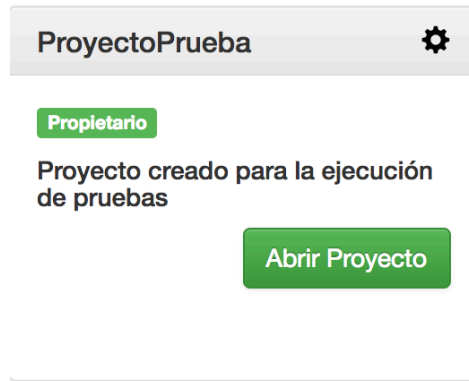 ProyectoPrueba
Propietario
Proyecto creado para la ejecución
de pruebas
Abrir Proyecto